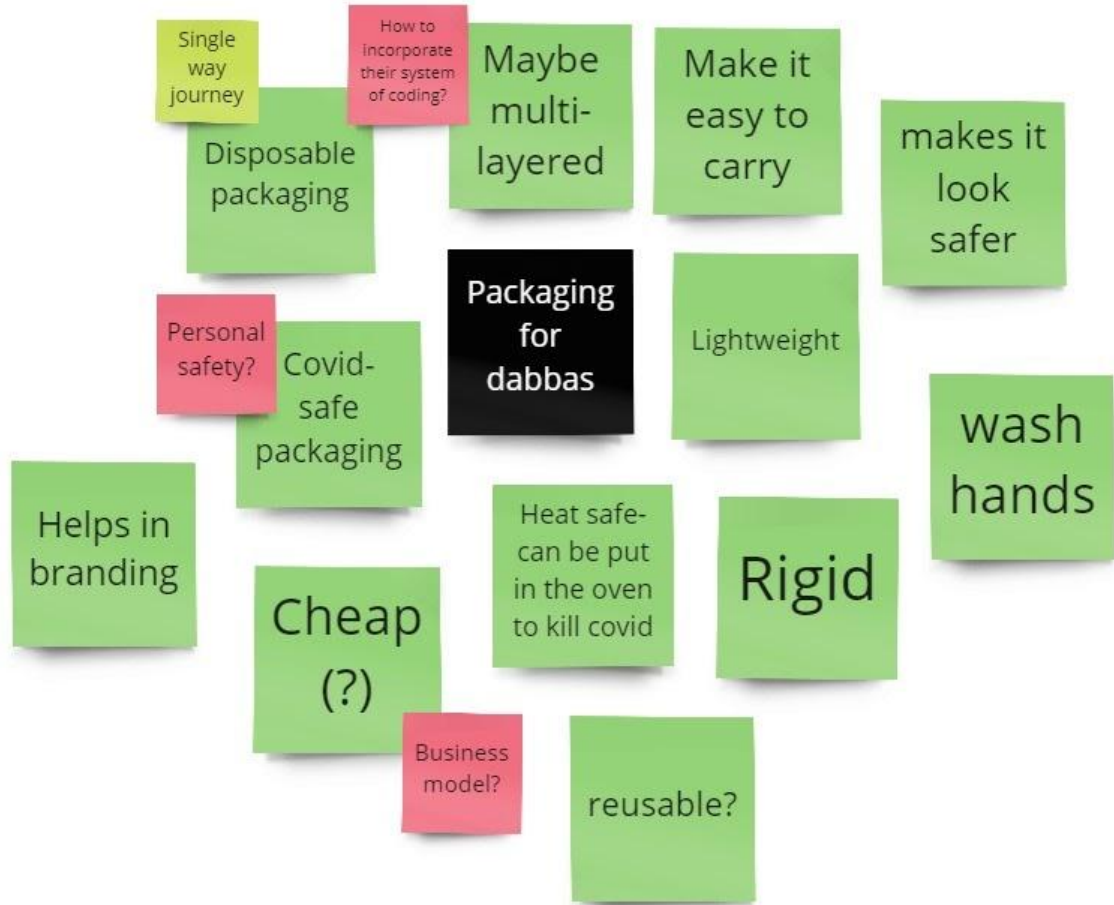 Single
way
journey
How to
incorporate
their system
of coding?
Maybe
multi-
layered
Make it
easy to
carry
makes it
look
safer
Disposable
packaging
Packaging
for
dabbas
Lightweight
Personal
safety?
Covid-
safe
packaging
wash
hands
Helps in
branding
Heat safe-
can be put
in the oven
to kill covid
Rigid
Cheap
(?)
Business
model?
reusable?